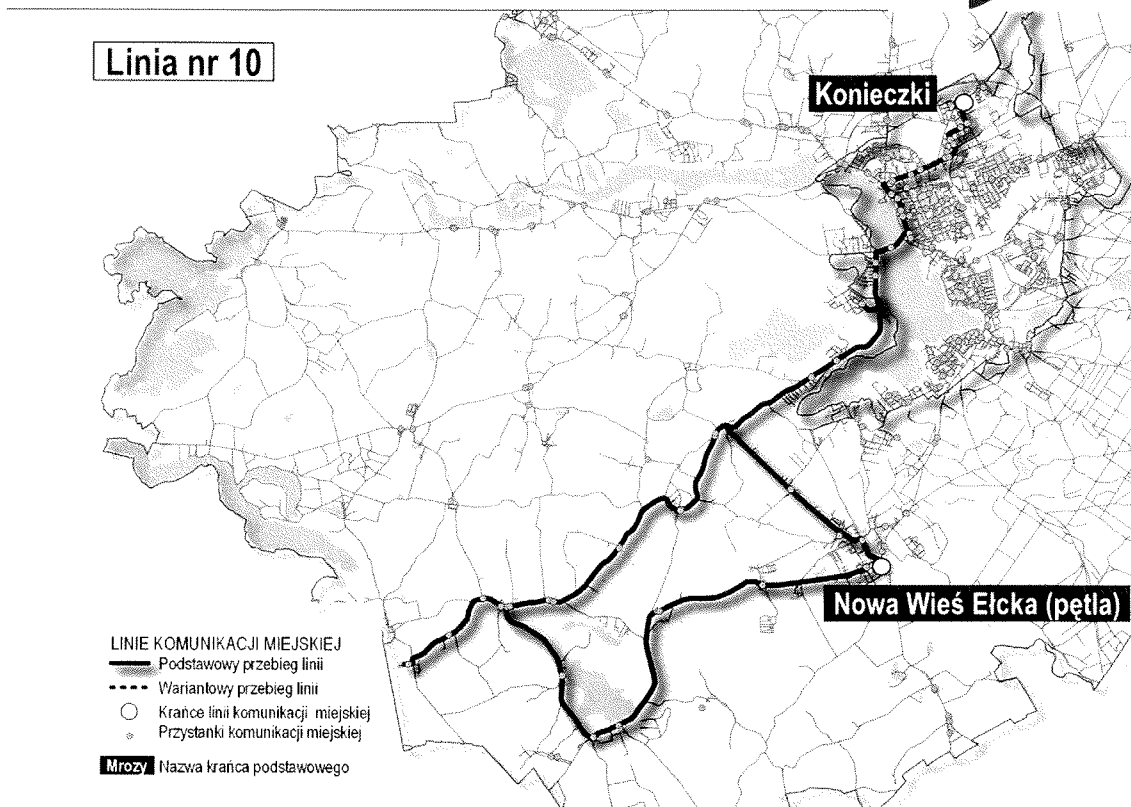 Linia nr 10
Konieczki
Nowa Wieś Ełcka (pętla)
LINIE KOMUNIKACJI MIEJSKIEJ
Podstawowy przebieg linii
Wariantowy przebieg linii
Krańce linii komunikacji miejskiej
Przystanki komunikacji miejskiej
Mrozy Nazwa krańca podstawowego